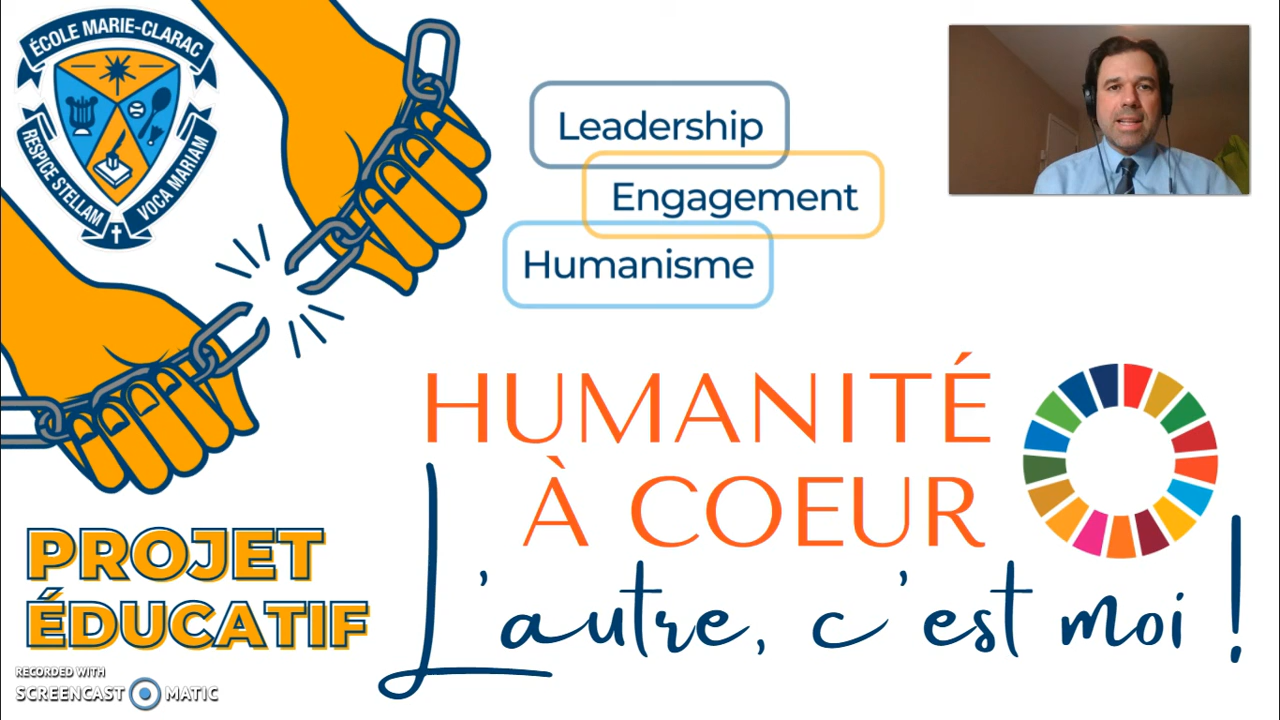 ÉCOLE MARIE-CLARAC
RESPICE STELLAM
VOCA MARIAM
Leadership
Engagement
Humanisme
HUMANITÉ
À COEUR
L'autre, c'est moi !
PROJET
ÉDUCATIF
RECORDED WITH
SCREENCAST MATIC